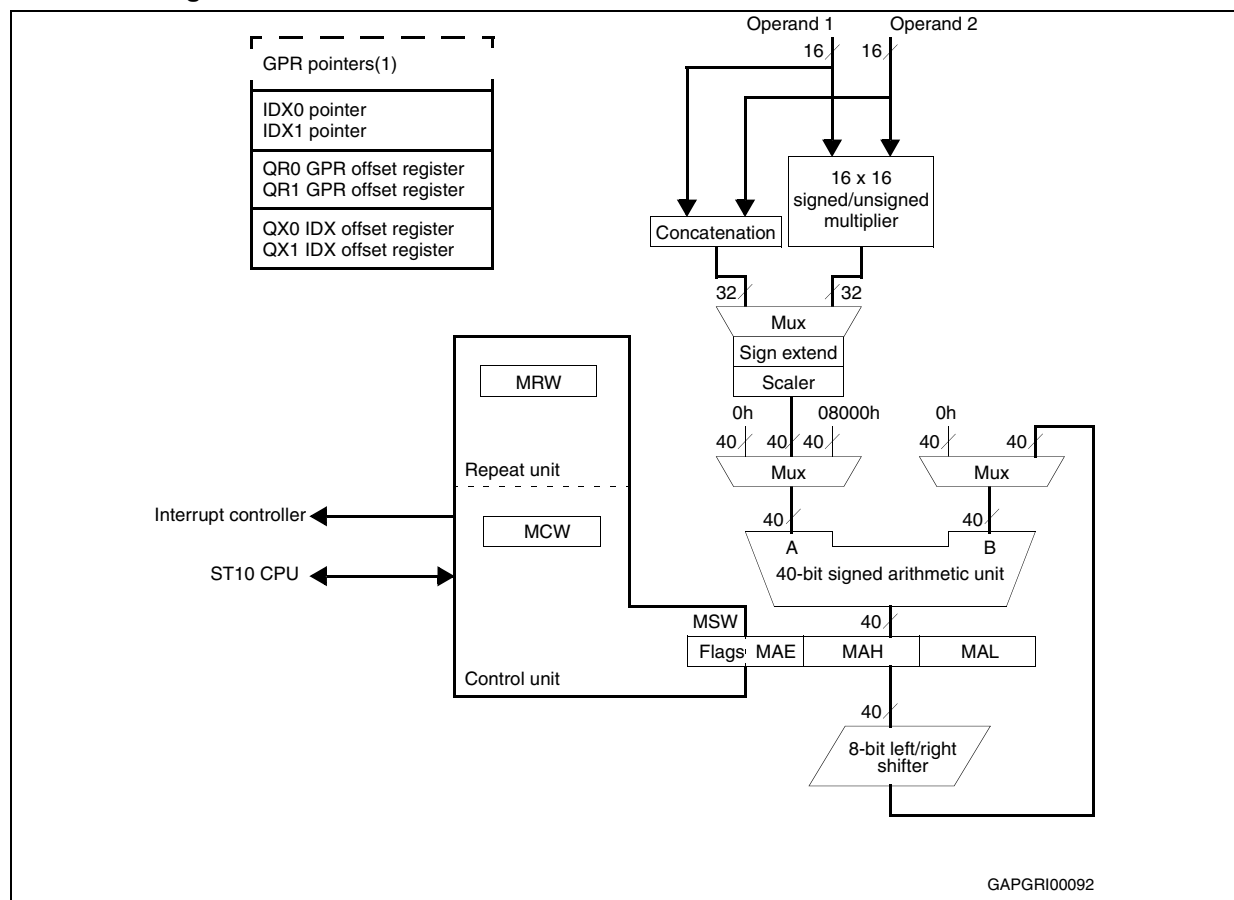 Operand 1
Operand 2
16
16
GPR pointers(1)
IDX0 pointer
IDX1 pointer
QR0 GPR offset register
QR1 GPR offset register
QX0 IDX offset register
QX1 IDX offset register
16 x 16
signed/unsigned
multiplier
Concatenation
32
32
Mux
Sign extend
Scaler
MRW
0h
08000h
0h
40
40
40
40
40
Mux
Mux
Repeat unit
Interrupt controller
MCW
40
40
A
B
40-bit signed arithmetic unit
ST10 CPU
MSW
40
Flags
MAE
MAH
MAL
Control unit
40
8-bit left/right
shifter
GAPGRI00092